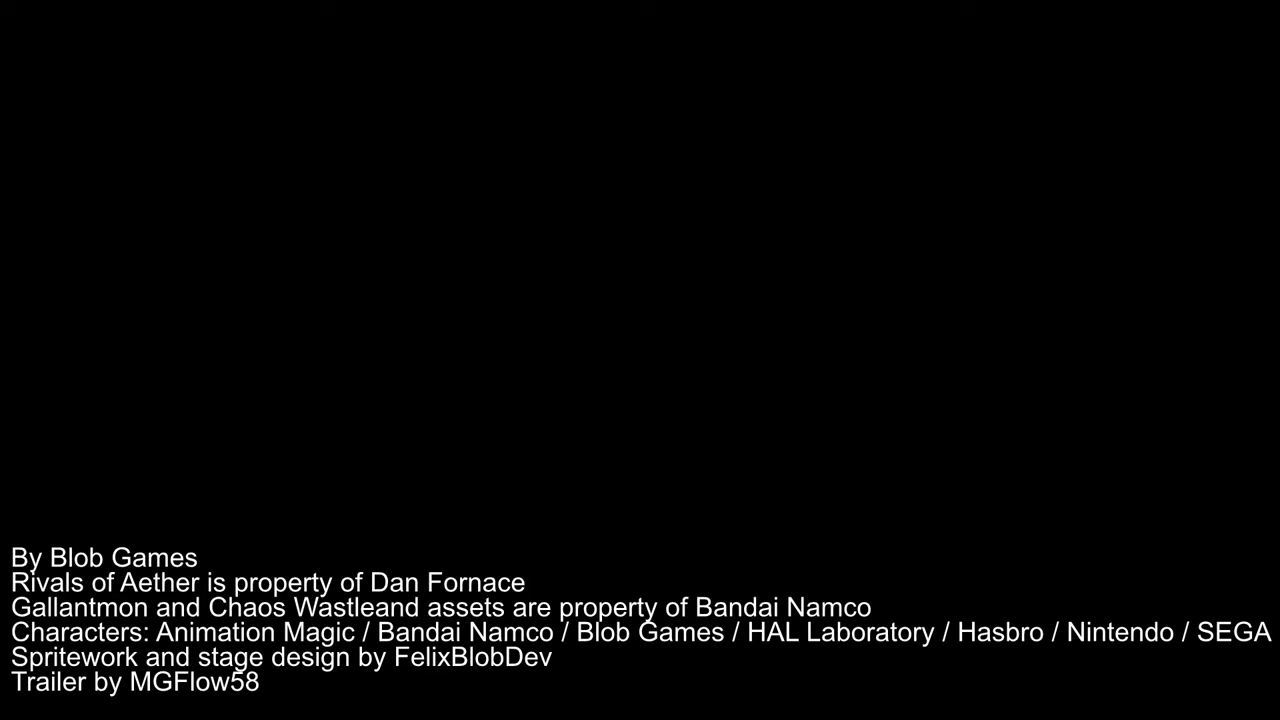 By Blob Games
Rivals of Aether is property of Dan Fornace
Gallantmon and Chaos Wastleand assets are property of Bandai Namco
Characters: Animation Magic / Bandai Namco / Blob Games / HAL Laboratory / Hasbro / Nintendo / SEGA
Spritework and stage design by FelixBlobDev
Trailer by MGFlow58